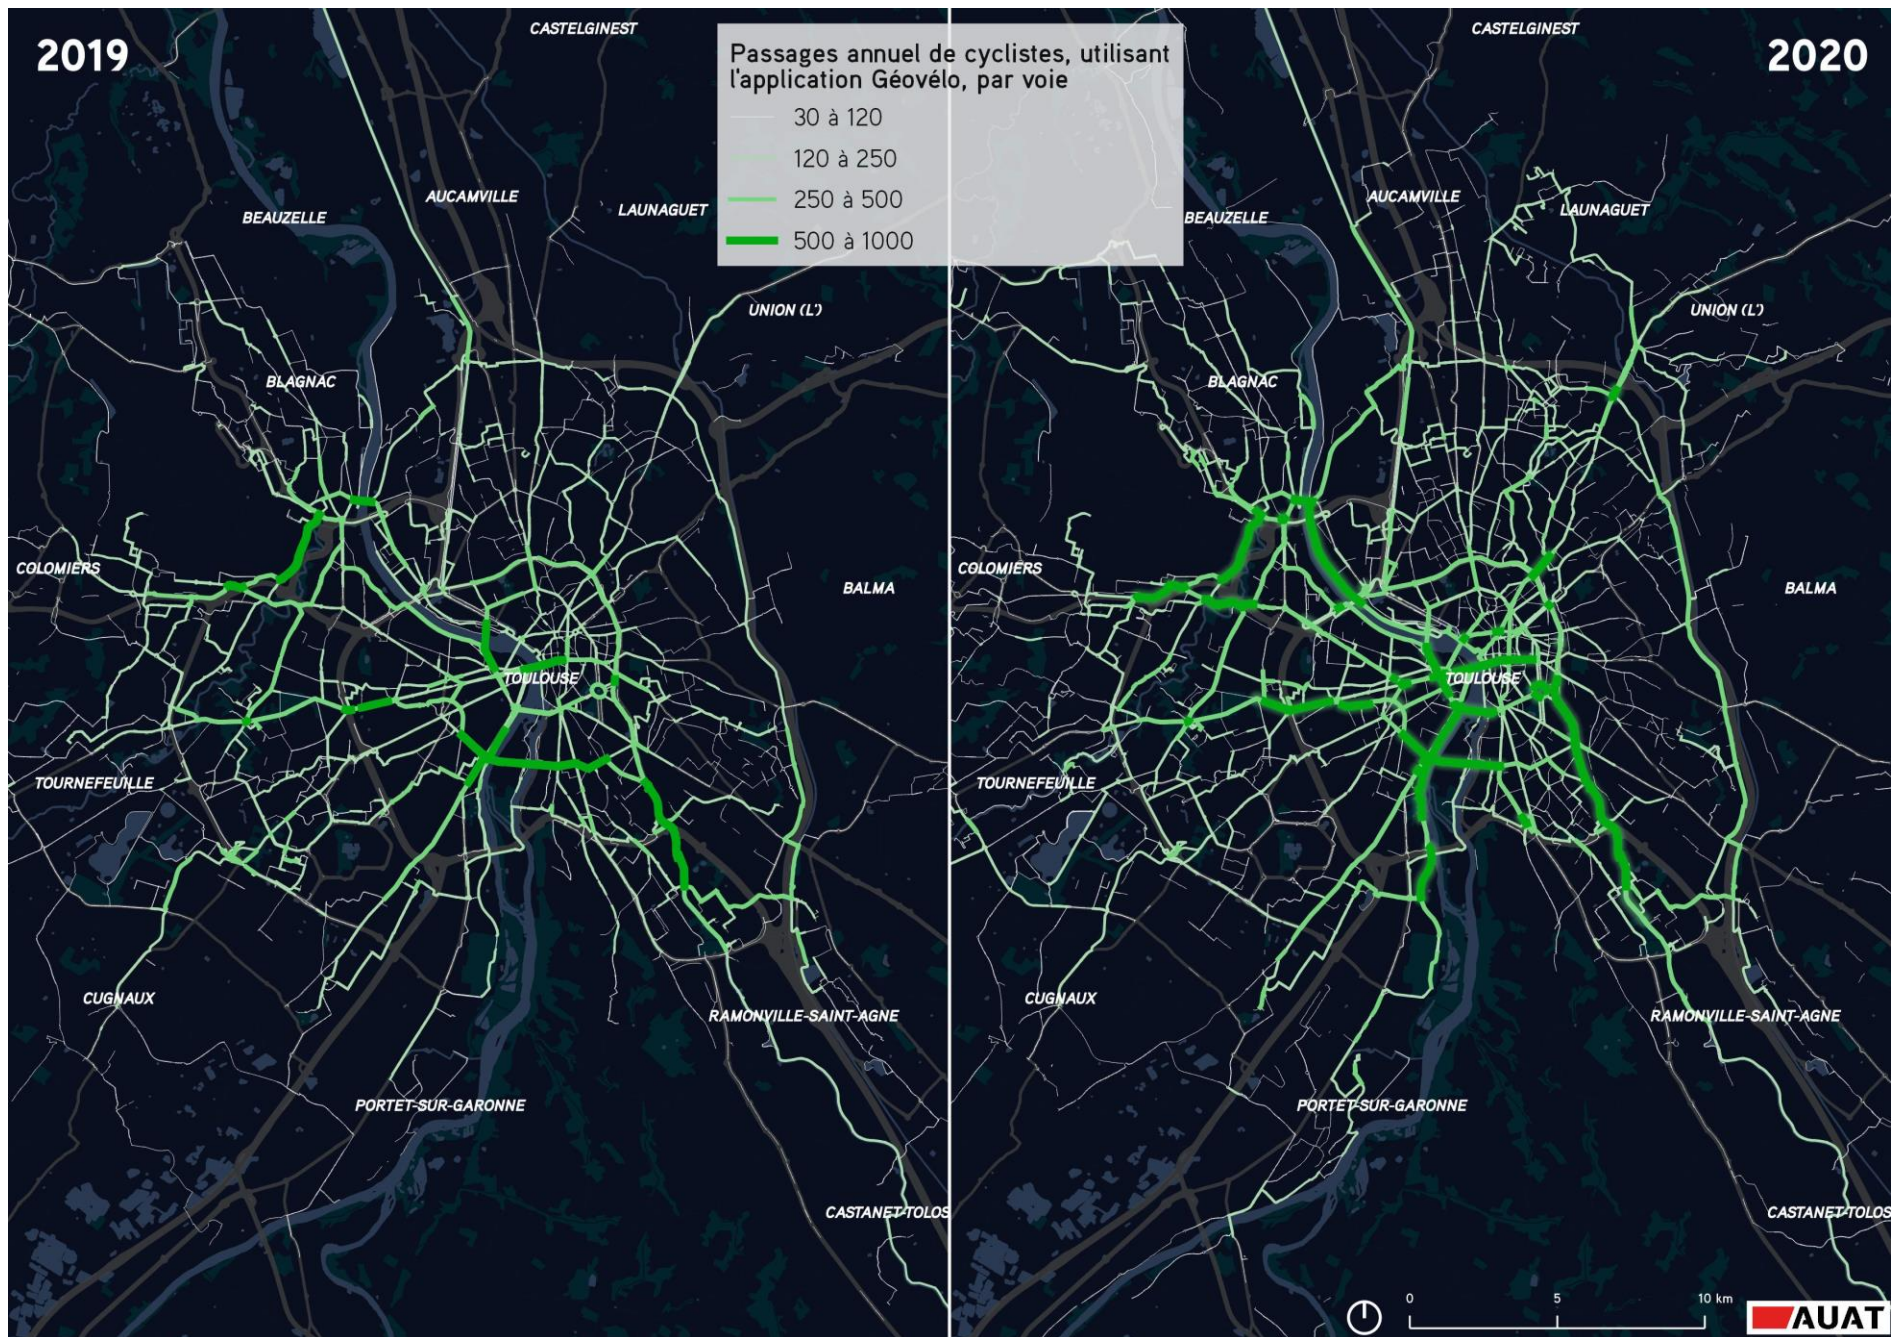 2019
Passages annuel de cyclistes, utilisant
l'application Géovélo, par voie
30 à 120
120 à 250
250 à 500
500 à 1000
CASTELGINEST
AUCAMVILLE
BEAUZELLE
LAUNAGUET
UNION (L')
BLAGNAC
COLOMIERS
BALMA
TOULOUSE
TOURNEFEUILLE
CUGNAUX
RAMONVILLE-SAINT-AGNE
PORTET-SUR-GARONNE
CASTANET-TOLOS
2020
CASTELGINEST
AUCAMVILLE
BEAUZELLE
LAUNAGUET
UNION (L')
BLAGNAC
COLOMIERS
BALMA
TOULOUSE
TOURNEFEUILLE
CUGNAUX
RAMONVILLE-SAINT-AGNE
PORTET-SUR-GARONNE
CASTANET-TOLOS
0 5 10 km
AUAT